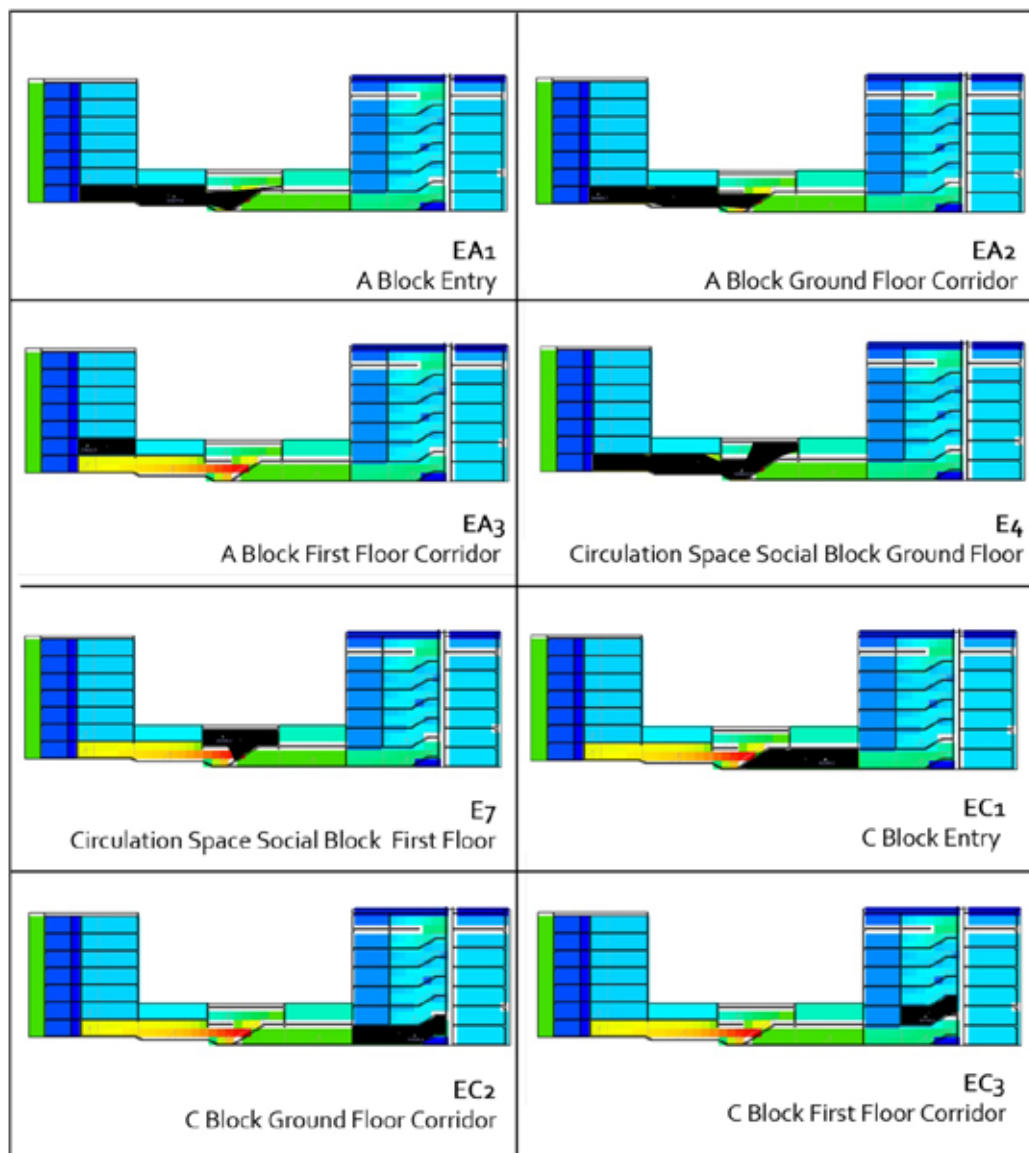 EA1
A Block Entry
EA2
A Block Ground Floor Corridor
EA3
A Block First Floor Corridor
E4
Circulation Space Social Block Ground Floor
E7
Circulation Space Social Block First Floor
EC1
C Block Entry
EC2
C Block Ground Floor Corridor
EC3
C Block First Floor Corridor